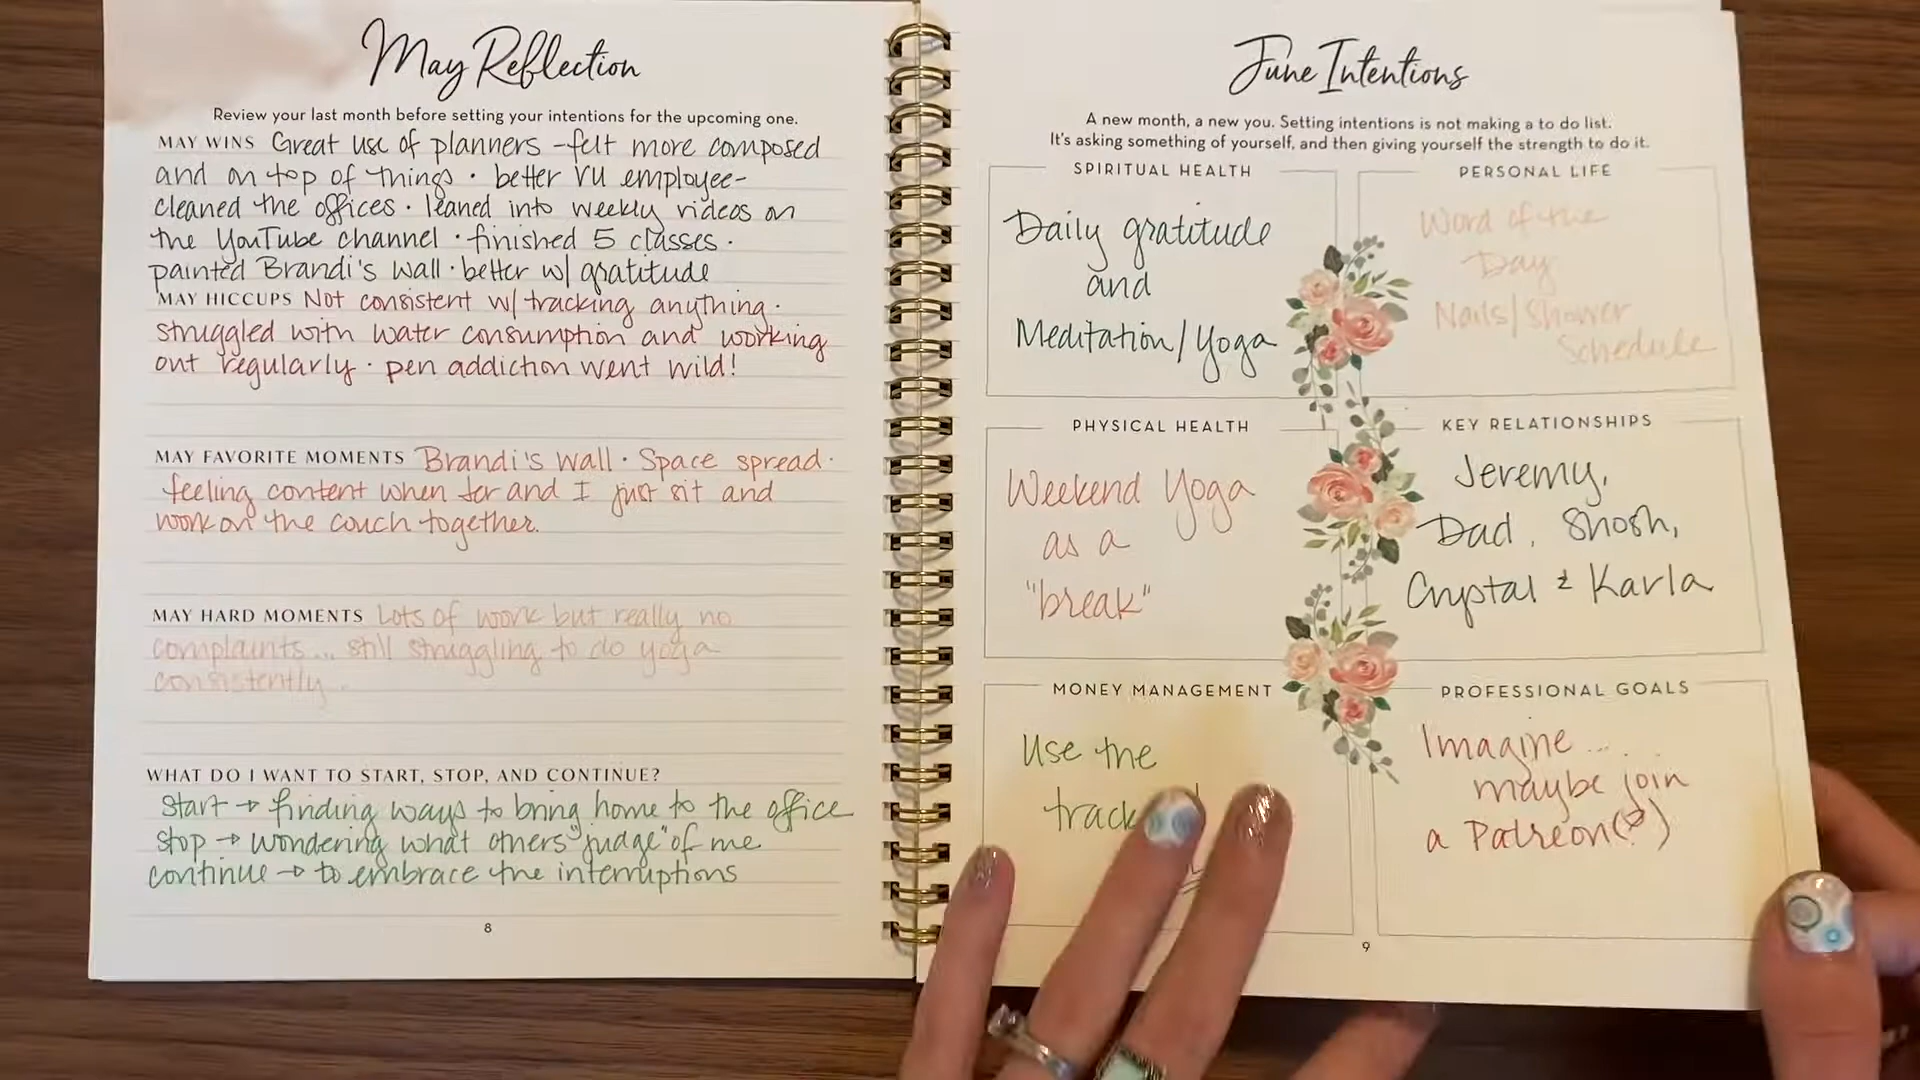 May Reflection
Review your last month before setting your intentions for the upcoming one.
MAY WINS Great use of planners - felt more composed
and on top of things · better VU employee-
cleaned the offices · leaned into weekly videos on
the YouTube channel · finished 5 classes ·
painted Brandi's wall · better w/ gratitude
MAY HICCUPS Not consistent w/ tracking anything ·
struggled with water consumption and working
out regularly · pen addiction went wild!
MAY FAVORITE MOMENTS Brandi's wall · Space spread ·
feeling content when Jer and I just sit and
work on the couch together.
MAY HARD MOMENTS Lots of work but really no
complaints... still struggling to do yoga
consistently.
WHAT DO I WANT TO START, STOP, AND CONTINUE?
start → finding ways to bring home to the office
stop → wondering what others "judge" of me
continue → to embrace the interruptions
8
June Intentions
A new month, a new you. Setting intentions is not making a to do list.
It's asking something of yourself, and then giving yourself the strength to do it.
SPIRITUAL HEALTH
Daily gratitude
and
Meditation/Yoga
PERSONAL LIFE
Word of the
Day
Nails/Shower
Schedule
PHYSICAL HEALTH
Weekend Yoga
as a
"break"
KEY RELATIONSHIPS
Jeremy,
Dad, Shosh,
Crystal & Karla
MONEY MANAGEMENT
Use the
PROFESSIONAL GOALS
Imagine ...
maybe join
a Patreon(?)
9